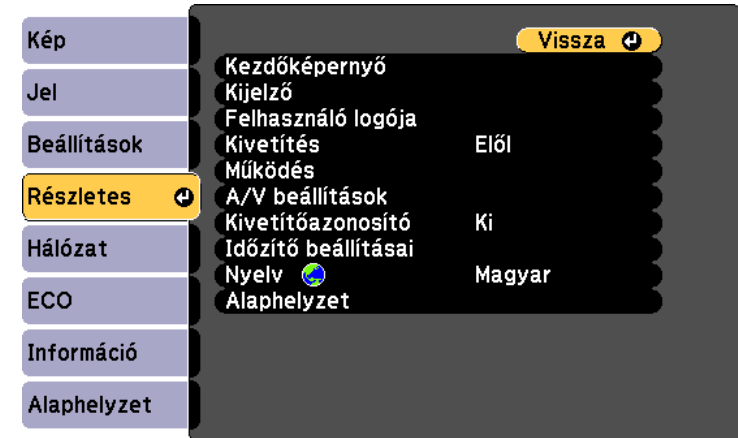 Kép
Jel
Beállítások
Részletes
Hálózat
ECO
Információ
Alaphelyzet
Vissza
Kezdőképernyő
Kijelző
Felhasználó logója
Kivetítés Elől
Működés
A/V beállítások
Kivetítőazonosító Ki
Időzítő beállításai
Nyelv Magyar
Alaphelyzet